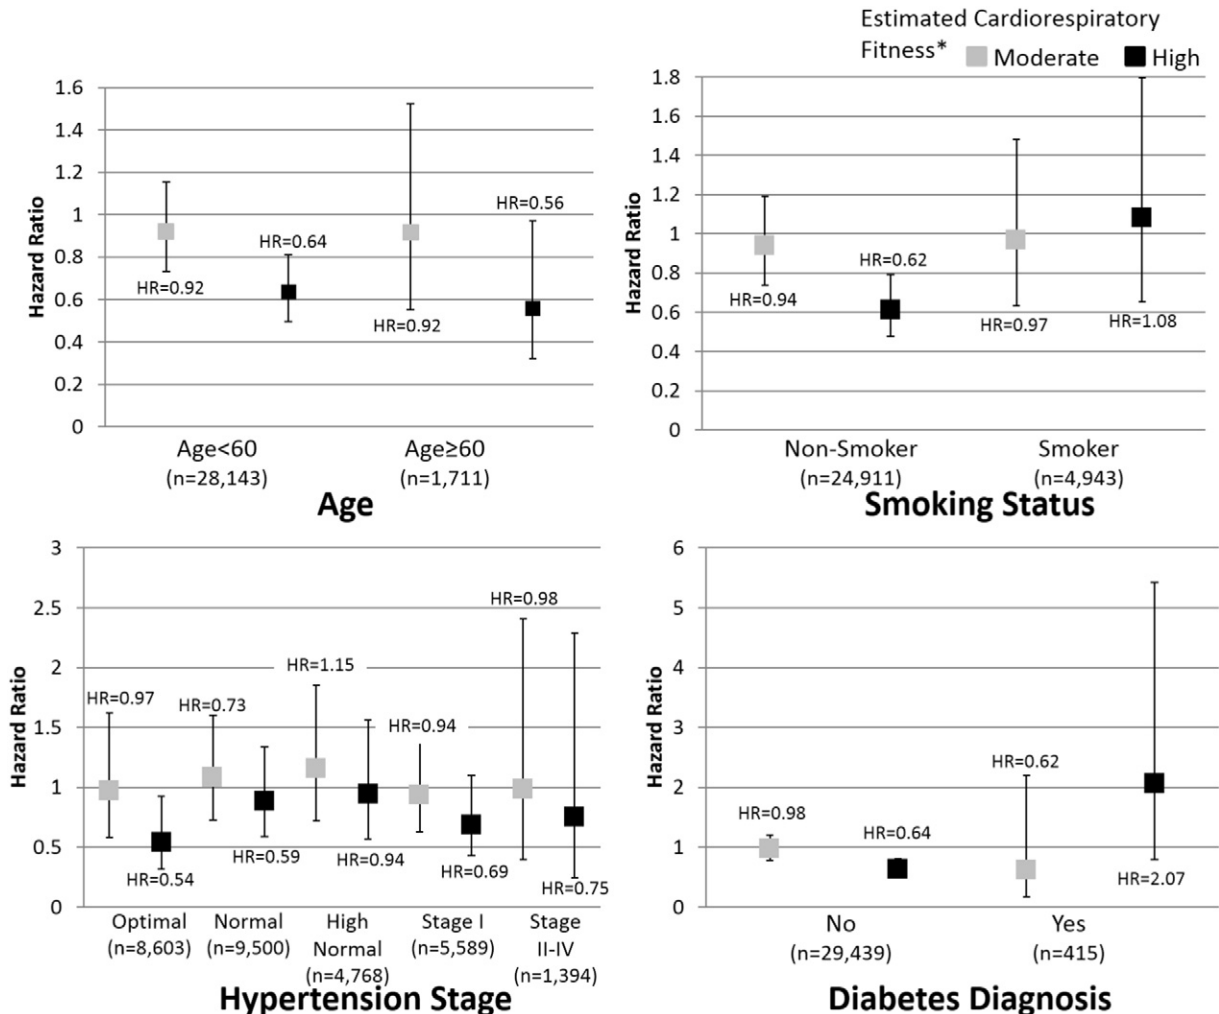 Estimated Cardiorespiratory
Fitness* Moderate High
Hazard Ratio
1.6
1.4
1.2
1
0.8
0.6
0.4
0.2
0
HR=0.92
HR=0.64
HR=0.92
HR=0.56
Age<60 Age≥60
(n=28,143) (n=1,711)
Age
Hazard Ratio
1.8
1.6
1.4
1.2
1
0.8
0.6
0.4
0.2
0
HR=0.94
HR=0.62
HR=0.97
HR=1.08
Non-Smoker Smoker
(n=24,911) (n=4,943)
Smoking Status
Hazard Ratio
3
2.5
2
1.5
1
0.5
0
HR=0.97
HR=0.54
HR=0.73
HR=0.59
HR=1.15
HR=0.94
HR=0.94
HR=0.69
HR=0.98
HR=0.75
Optimal
(n=8,603)
Normal
(n=9,500)
High
Normal
(n=4,768)
Stage I
(n=5,589)
Stage
II-IV
(n=1,394)
Hypertension Stage
Hazard Ratio
6
5
4
3
2
1
0
HR=0.98
HR=0.64
HR=0.62
HR=2.07
No Yes
(n=29,439) (n=415)
Diabetes Diagnosis